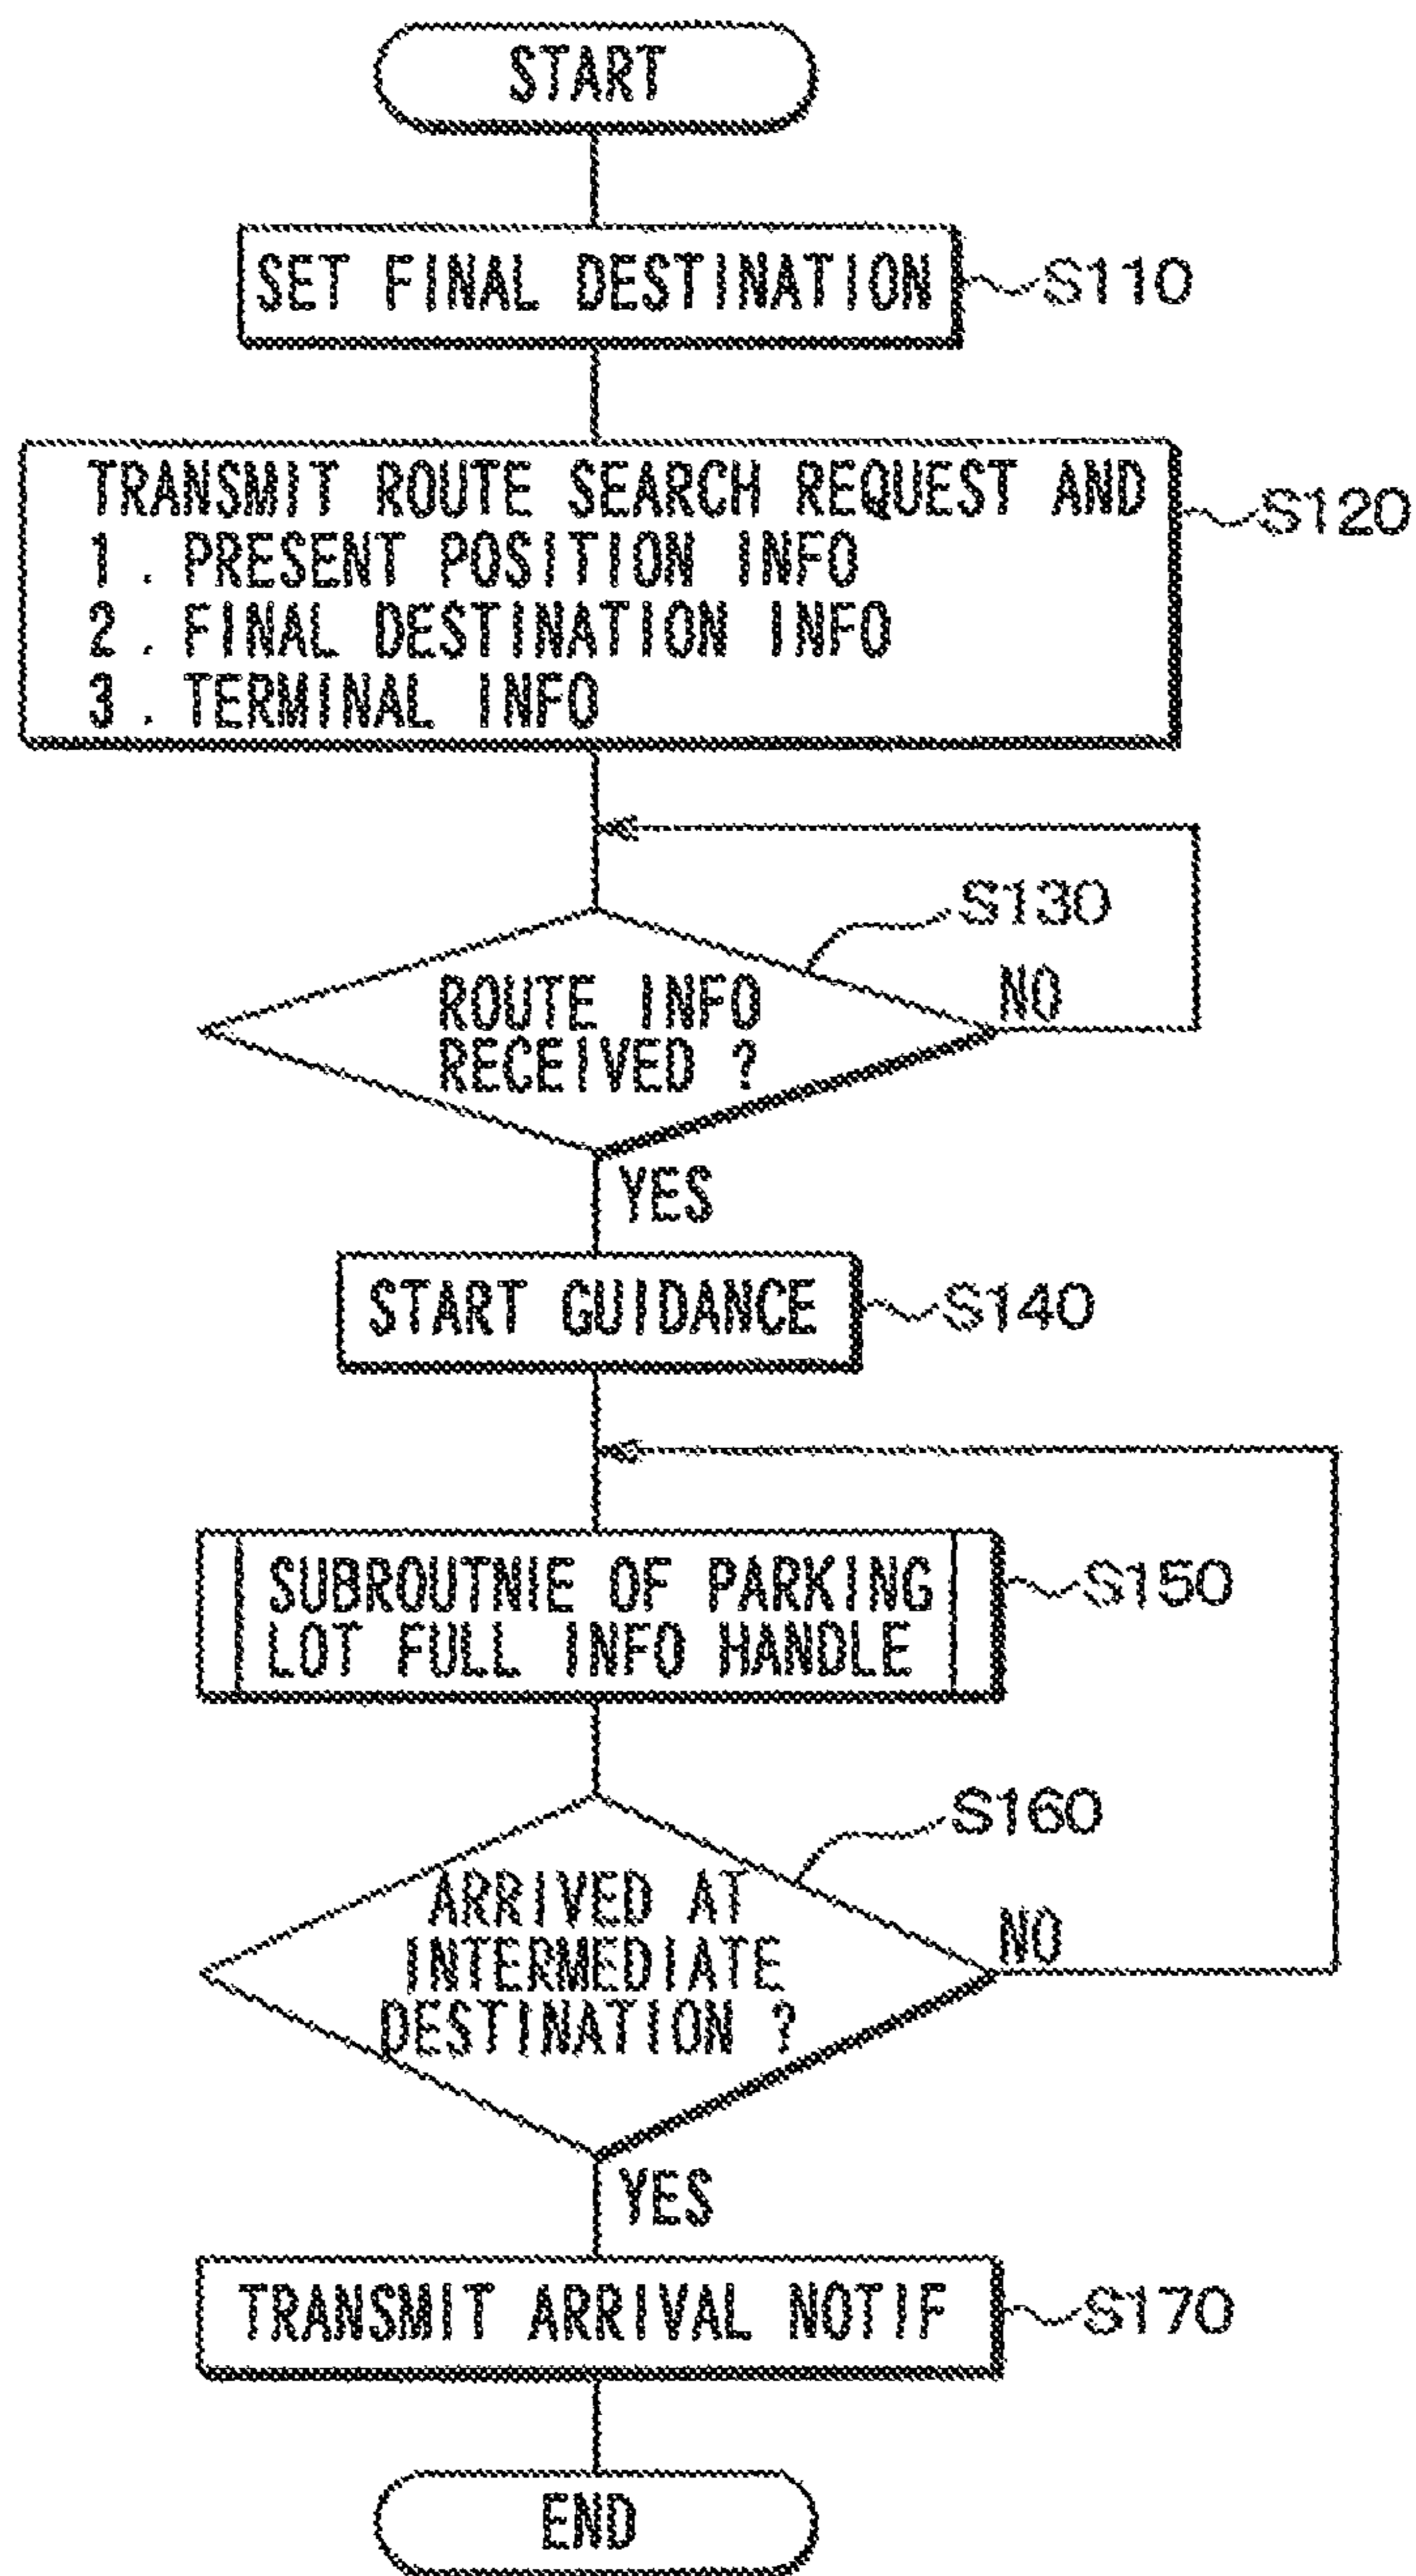 START
SET FINAL DESTINATION
S110
TRANSMIT ROUTE SEARCH REQUEST AND
S120
1. PRESENT POSITION INFO
2. FINAL DESTINATION INFO
3. TERMINAL INFO
S130
ROUTE INFO
NO
RECEIVED ?
YES
START GUIDANCE
S140
SUBROUTNIE OF PARKING
S150
LOT FULL INFO HANDLE
S160
ARRIVED AT
NO
INTERMEDIATE
DESTINATION ?
YES
TRANSMIT ARRIVAL NOTIF
S170
END